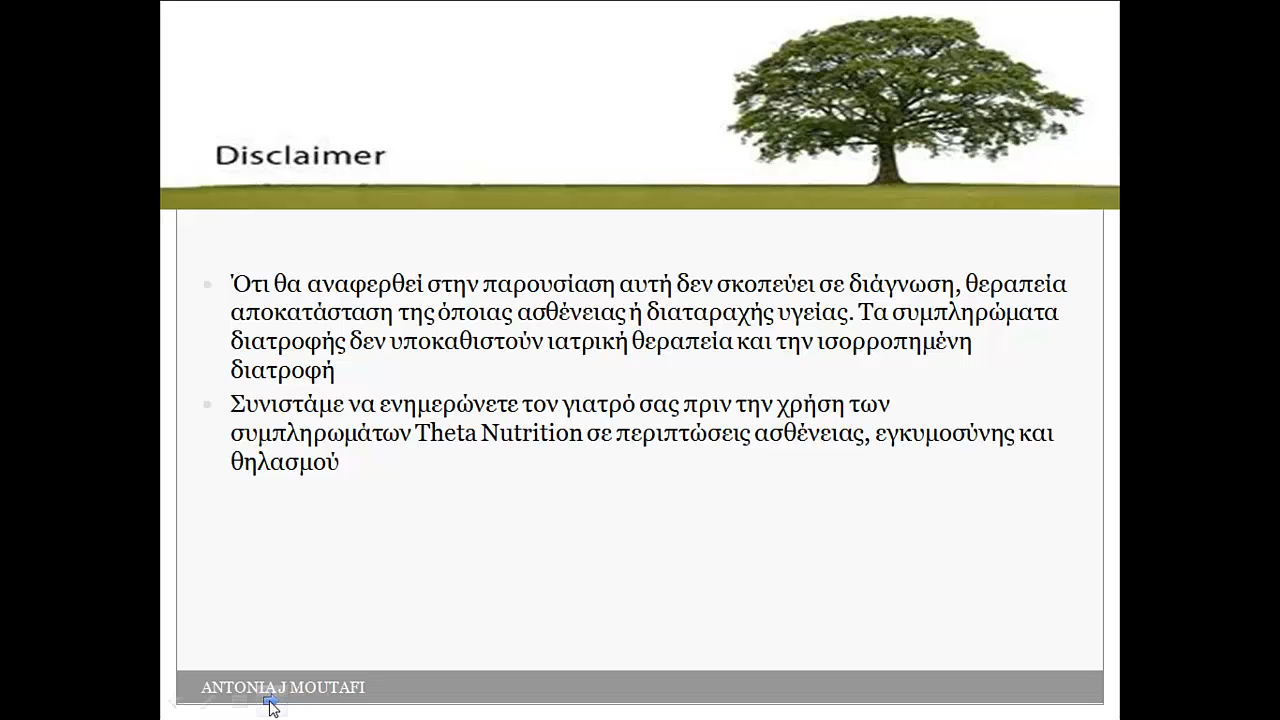 Disclaimer
Ότι θα αναφερθεί στην παρουσίαση αυτή δεν σκοπεύει σε διάγνωση, θεραπεία
αποκατάσταση της όποιας ασθένειας ή διαταραχής υγείας. Τα συμπληρώματα
διατροφής δεν υποκαθιστούν ιατρική θεραπεία και την ισορροπημένη
διατροφή
Συνιστάμε να ενημερώνετε τον γιατρό σας πριν την χρήση των
συμπληρωμάτων Theta Nutrition σε περιπτώσεις ασθένειας, εγκυμοσύνης και
θηλασμού
ANTONIA J MOUTAFI